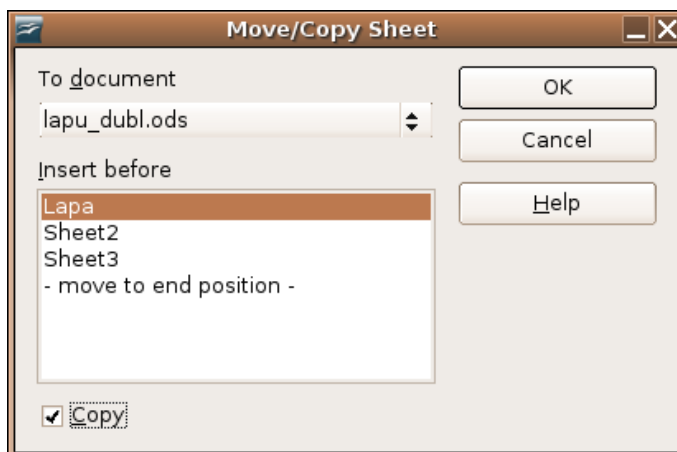 Move/Copy Sheet
To document
lapu_dubl.ods
Insert before
Lapa
Sheet2
Sheet3
- move to end position -
Copy
OK
Cancel
Help